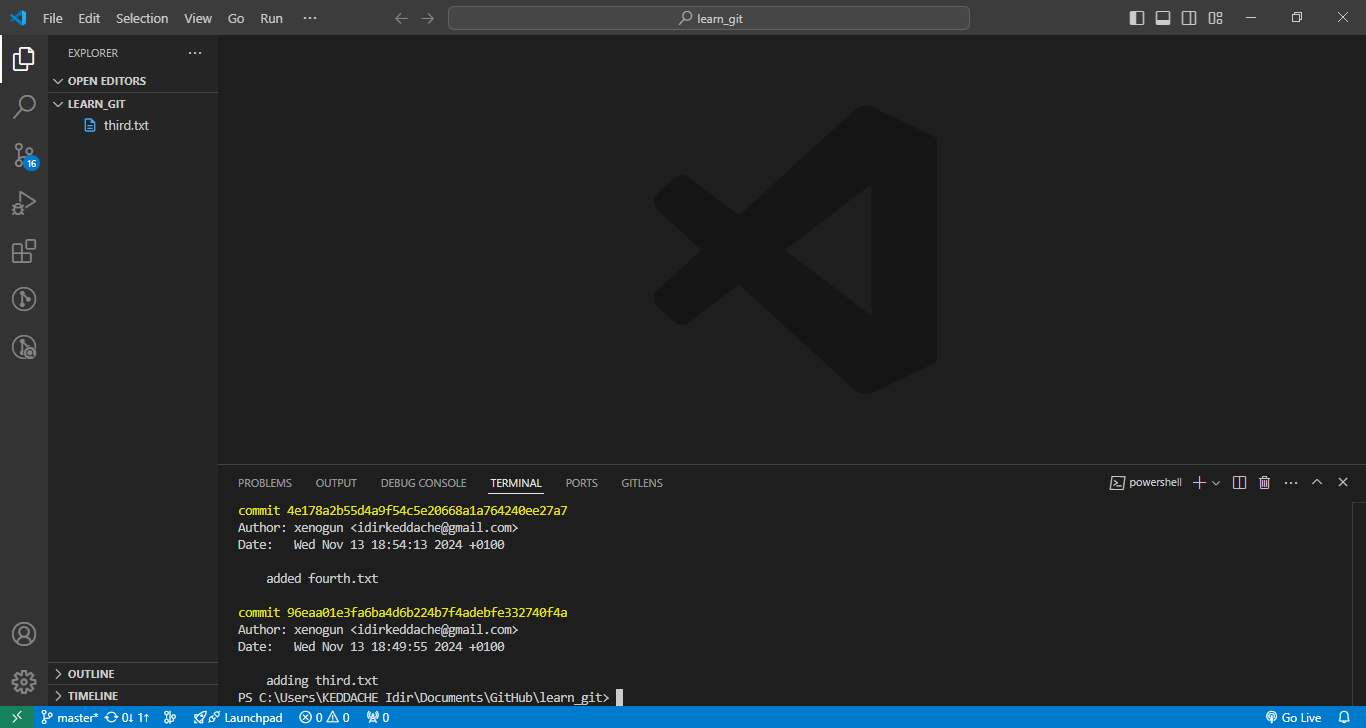 File Edit Selection View Go Run ···
learn_git
EXPLORER
OPEN EDITORS
LEARN_GIT
third.txt
16
OUTLINE
TIMELINE
PROBLEMS OUTPUT DEBUG CONSOLE TERMINAL PORTS GITLENS
powershell
commit 4e178a2b55d4a9f54c5e20668a1a764240ee27a7
Author: xenogun <idirkeddache@gmail.com>
Date:   Wed Nov 13 18:54:13 2024 +0100
added fourth.txt
commit 96eaa01e3fa6ba4d6b224b7f4adebfe332740f4a
Author: xenogun <idirkeddache@gmail.com>
Date:   Wed Nov 13 18:49:55 2024 +0100
adding third.txt
PS C:\Users\KEDDACHE Idir\Documents\GitHub\learn_git>
master* 0↓ 1↑ Launchpad 0 0 0 Go Live